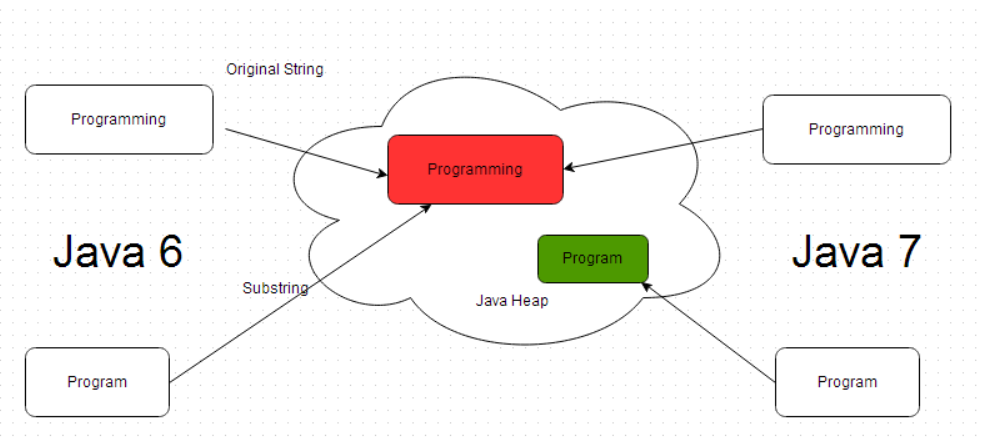 Original String
Programming
Programming
Programming
Java 6
Java 7
Program
Substring
Java Heap
Program
Program